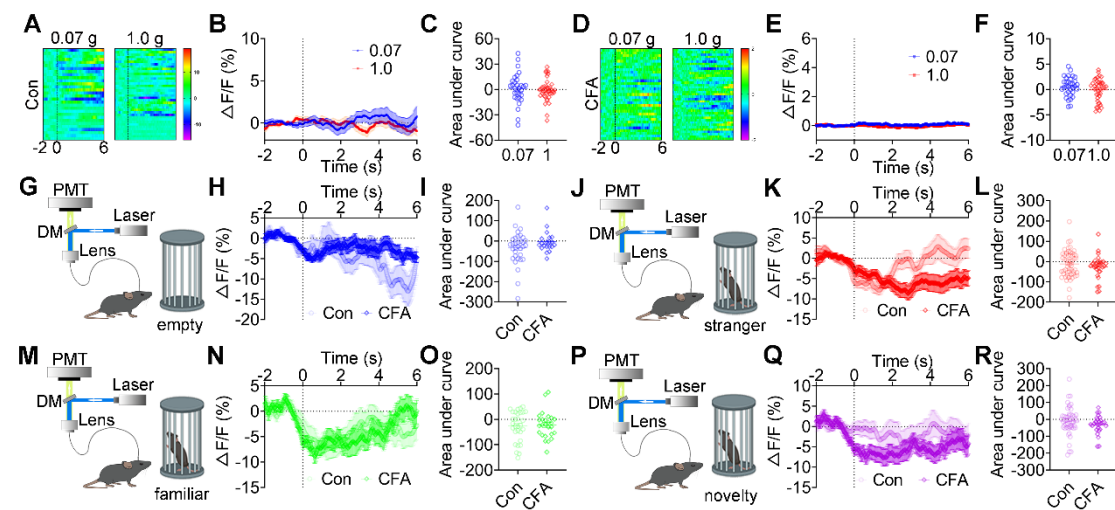 A
0.07 g
1.0 g
Con
10
0
-10
-2 0 6
B
ΔF/F (%)
10
5
0
-2
0.07
1.0
-2 0 2 4 6
Time (s)
C
Area under curve
60
30
0
-30
-60
0.07 1
D
0.07 g
1.0 g
CFA
-2 0 6
E
ΔF/F (%)
10
5
0
-2
0.07
1.0
-2 0 2 4 6
Time (s)
F
Area under curve
10
5
0
-5
-10
0.07 1.0
G
PMT
Laser
DM
Lens
empty
H
Time (s)
-2 0 2 4 6
ΔF/F (%)
5
0
-5
-10
-15
-20
Con CFA
I
Area under curve
200
100
0
-100
-200
-300
Con
CFA
J
PMT
Laser
DM
Lens
stranger
K
Time (s)
-2 0 2 4 6
ΔF/F (%)
10
5
0
-5
-10
-15
Con CFA
L
Area under curve
300
200
100
0
-100
-200
Con
CFA
M
PMT
Laser
DM
Lens
familiar
N
Time (s)
-2 0 2 4 6
ΔF/F (%)
5
0
-5
-10
-15
Con CFA
O
Area under curve
200
100
0
-100
-200
Con
CFA
P
PMT
Laser
DM
Lens
novelty
Q
Time (s)
-2 0 2 4 6
ΔF/F (%)
10
5
0
-5
-10
-15
Con CFA
R
Area under curve
300
200
100
0
-100
-200
300
Con
CFA